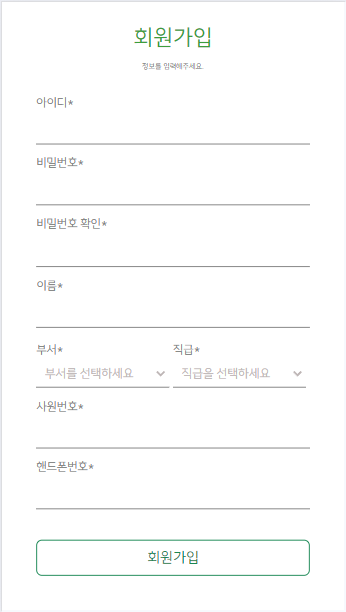 회원가입
정보를 입력해주세요.
아이디*
비밀번호*
비밀번호 확인*
이름*
부서* 직급*
부서를 선택하세요 직급을 선택하세요
사원번호*
핸드폰번호*
회원가입